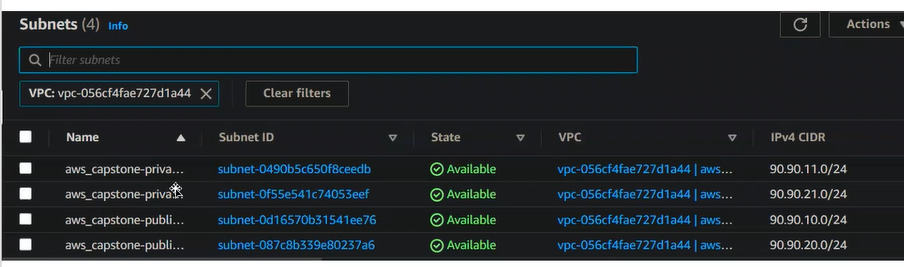 Subnets (4) Info
Actions
Filter subnets
VPC: vpc-056cf4fae727d1a44 Clear filters
Name Subnet ID State VPC IPv4 CIDR
aws_capstone-priva... subnet-0490b5c650f8ceedb Available vpc-056cf4fae727d1a44 | aws... 90.90.11.0/24
aws_capstone-priva... subnet-0f55e541c74053eef Available vpc-056cf4fae727d1a44 | aws... 90.90.21.0/24
aws_capstone-publi... subnet-0d16570b31541ee76 Available vpc-056cf4fae727d1a44 | aws... 90.90.10.0/24
aws_capstone-publi... subnet-087c8b339e80237a6 Available vpc-056cf4fae727d1a44 | aws... 90.90.20.0/24